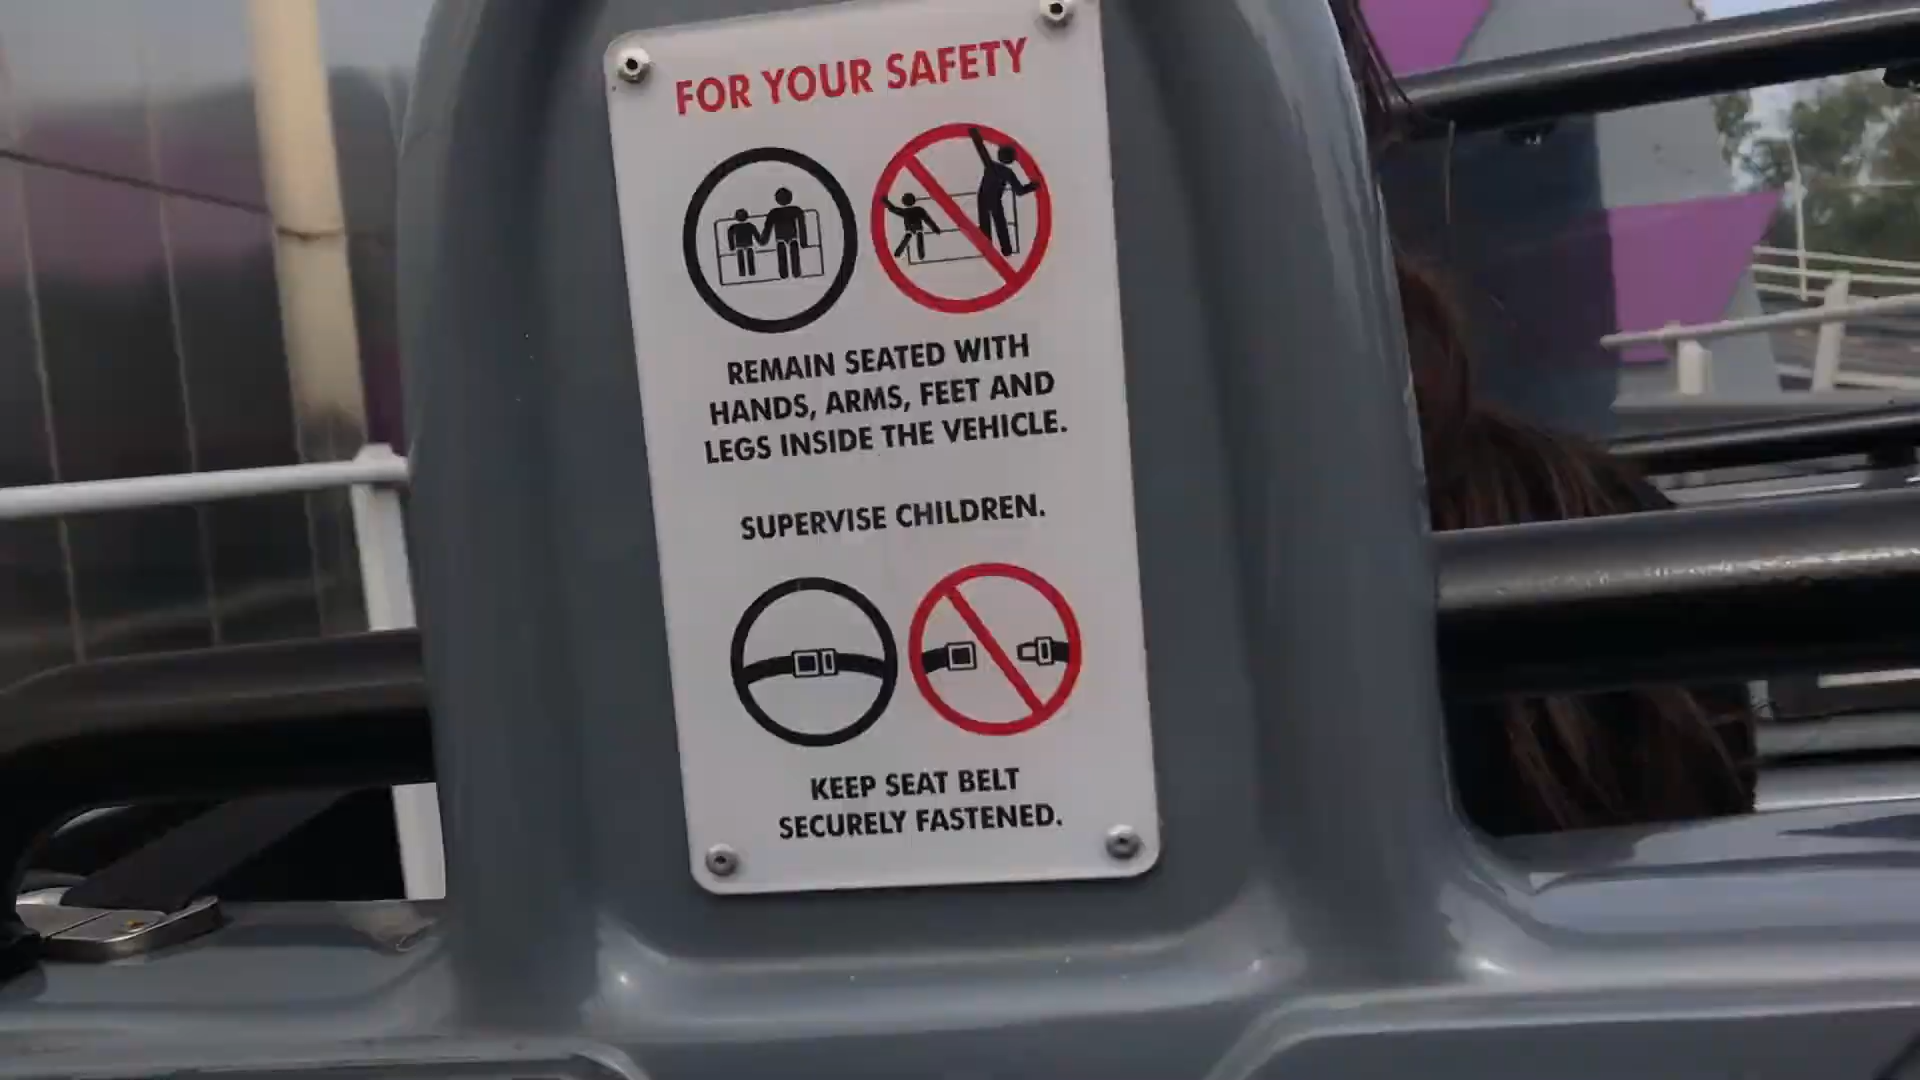 FOR YOUR SAFETY
REMAIN SEATED WITH
HANDS, ARMS, FEET AND
LEGS INSIDE THE VEHICLE.
SUPERVISE CHILDREN.
KEEP SEAT BELT
SECURELY FASTENED.